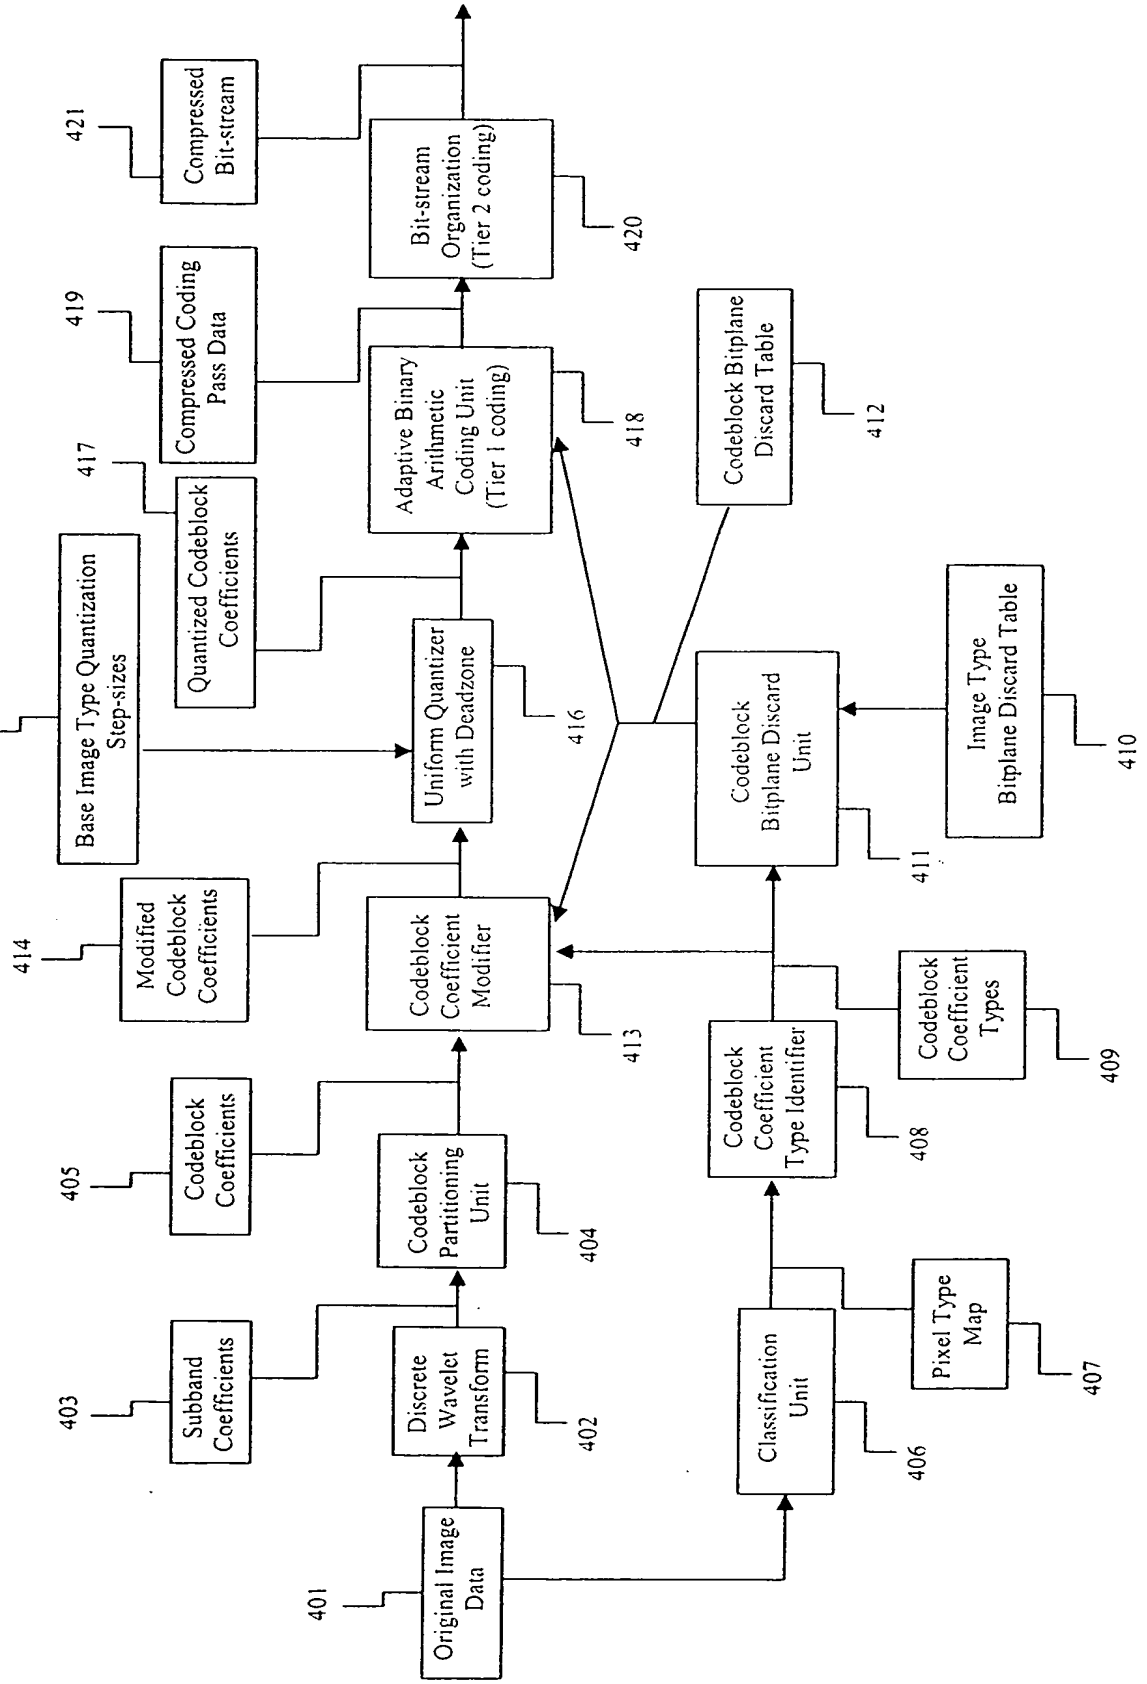 421
Compressed
Bit-stream
419
Compressed Coding
Pass Data
417
Quantized Codeblock
Coefficients
Base Image Type Quantization
Step-sizes
414
Modified
Codeblock
Coefficients
405
Codeblock
Coefficients
403
Subband
Coefficients
401
Original Image
Data
Discrete
Wavelet
Transform
402
Codeblock
Partitioning
Unit
404
Codeblock
Coefficient
Modifier
413
Uniform Quantizer
with Deadzone
416
Adaptive Binary
Arithmetic
Coding Unit
(Tier 1 coding)
418
Bit-stream
Organization
(Tier 2 coding)
420
Classification
Unit
406
Pixel Type
Map
407
Codeblock
Coefficient
Type Identifier
408
Codeblock
Coefficient
Types
409
Codeblock
Bitplane Discard
Unit
411
Image Type
Bitplane Discard Table
410
Codeblock Bitplane
Discard Table
412